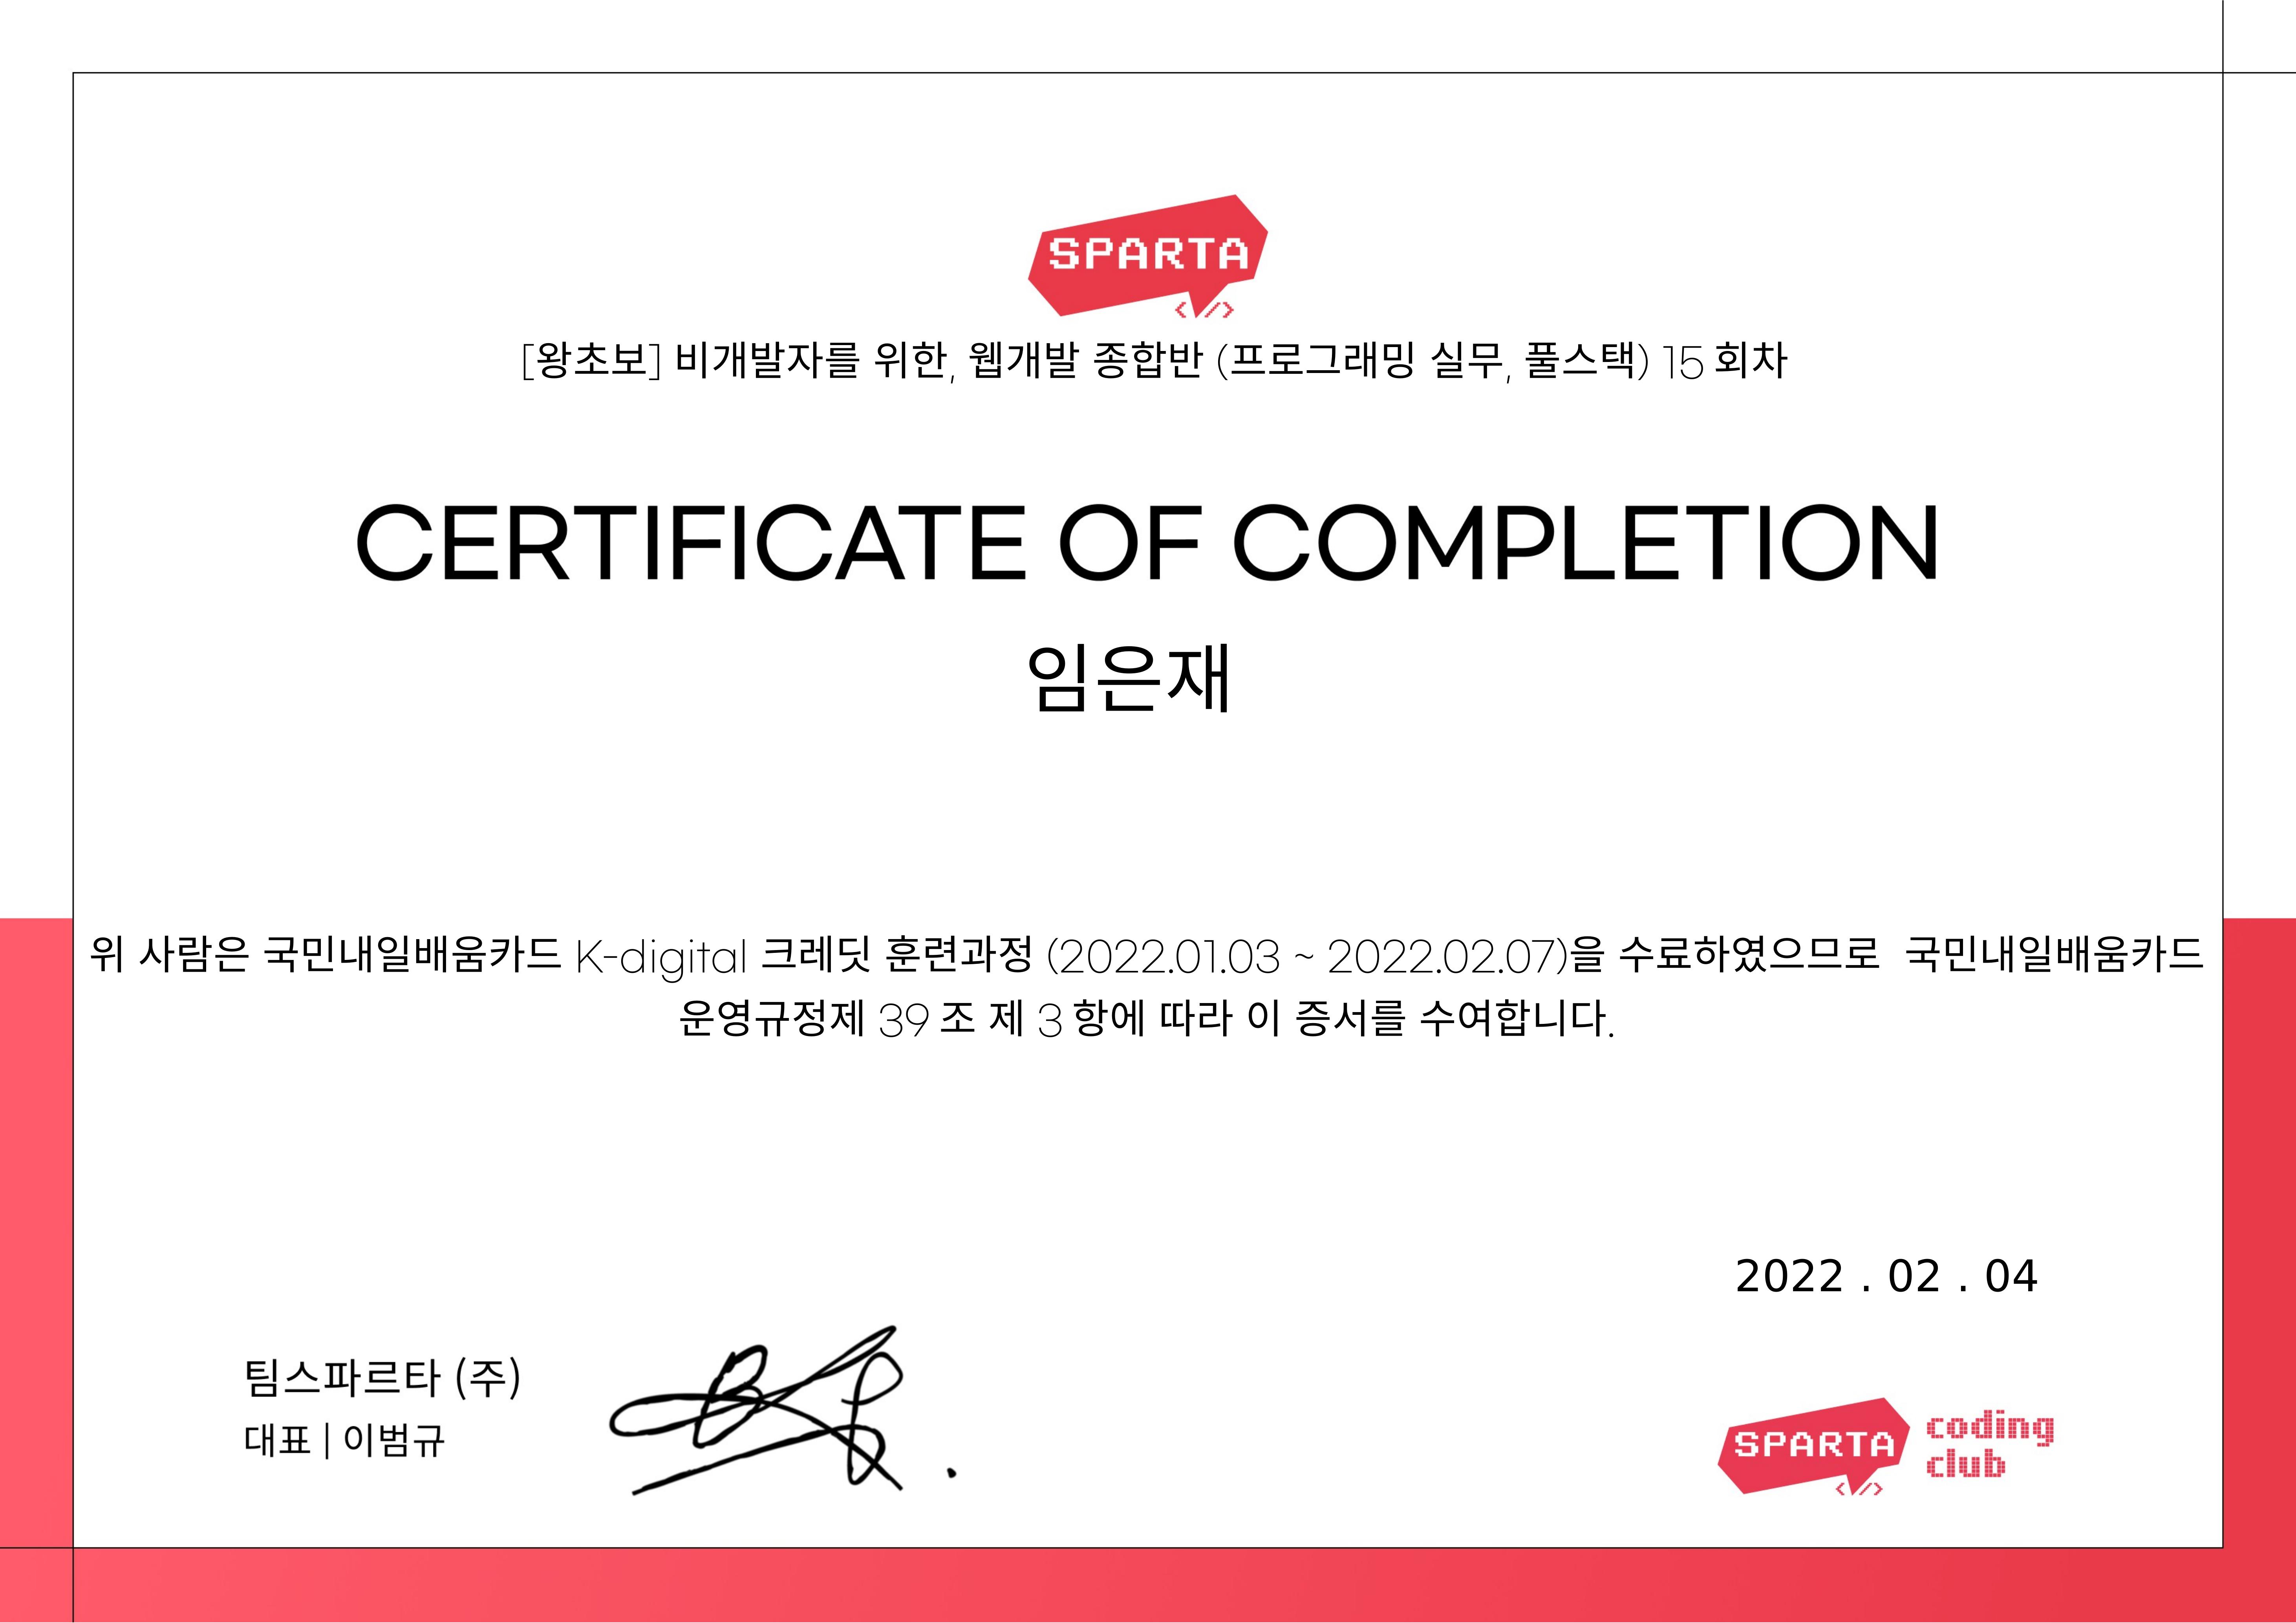 SPARTA
</>
[왕초보] 비개발자를 위한, 웹개발 종합반 (프로그래밍 실무, 풀스택) 15 회차
CERTIFICATE OF COMPLETION
임은재
위 사람은 국민내일배움카드 K-digital 크레딧 훈련과정 (2022.01.03 ~ 2022.02.07)을 수료하였으므로 국민내일배움카드
운영규정제 39 조 제 3 항에 따라 이 증서를 수여합니다.
2022 . 02 . 04
팀스파르타 (주)
대표 | 이범규
SPARTA
</>
coding
club